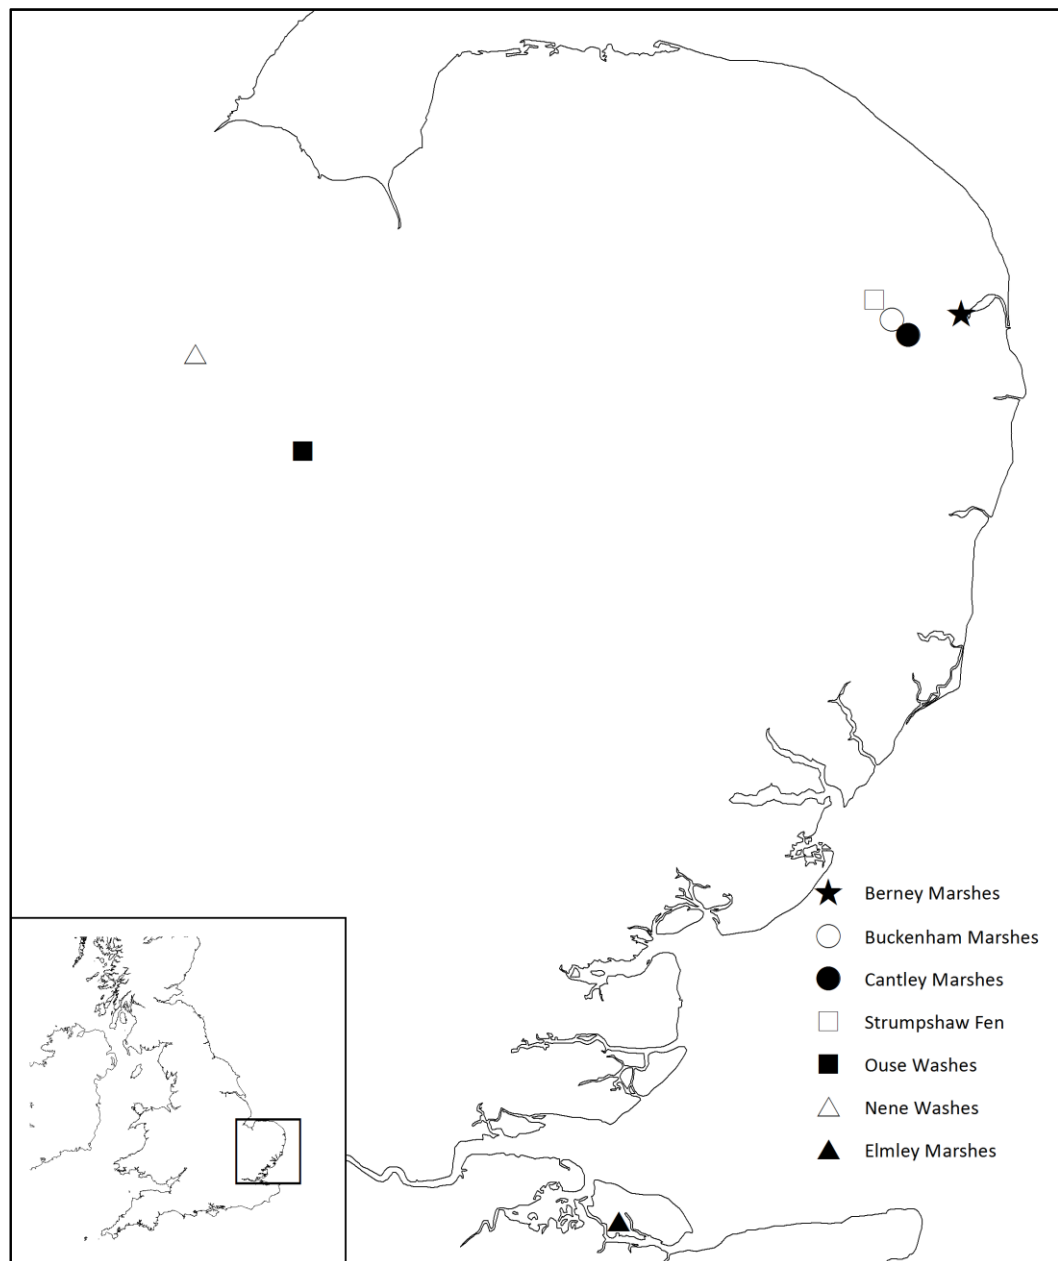 Berney Marshes
Buckenham Marshes
Cantley Marshes
Strumpshaw Fen
Ouse Washes
Nene Washes
Elmley Marshes